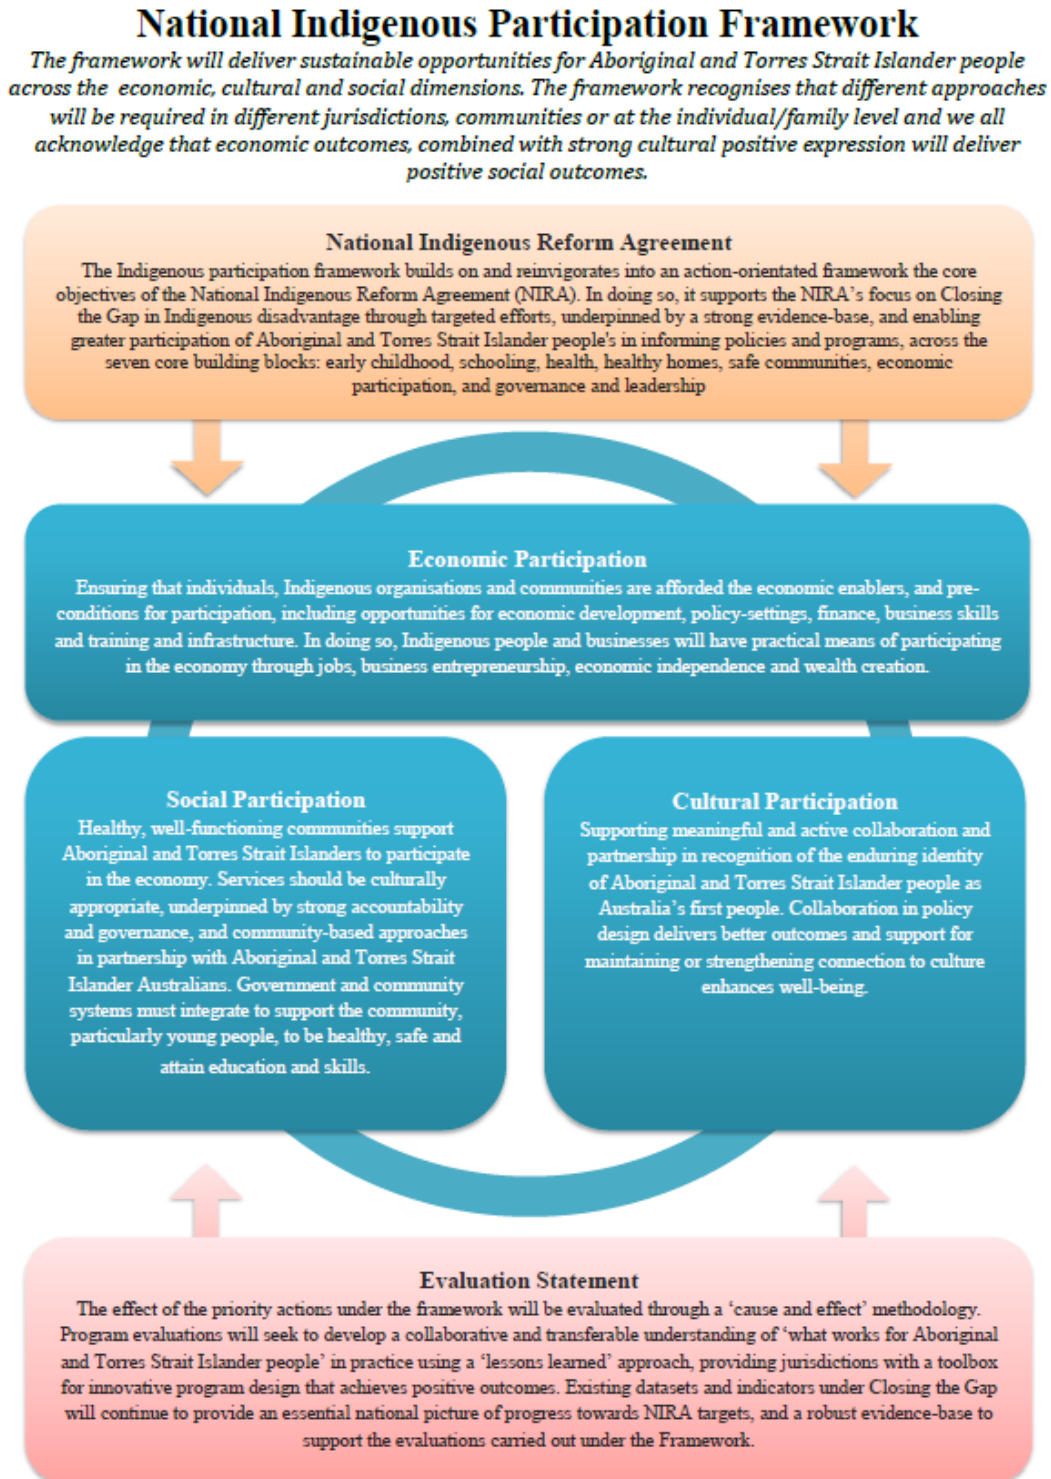 National Indigenous Participation Framework
The framework will deliver sustainable opportunities for Aboriginal and Torres Strait Islander people
across the economic, cultural and social dimensions. The framework recognises that different approaches
will be required in different jurisdictions, communities or at the individual/family level and we all
acknowledge that economic outcomes, combined with strong cultural positive expression will deliver
positive social outcomes.
National Indigenous Reform Agreement
The Indigenous participation framework builds on and reinvigorates into an action-orientated framework the core
objectives of the National Indigenous Reform Agreement (NIRA). In doing so, it supports the NIRA's focus on Closing
the Gap in Indigenous disadvantage through targeted efforts, underpinned by a strong evidence-base, and enabling
greater participation of Aboriginal and Torres Strait Islander people's in informing policies and programs, across the
seven core building blocks: early childhood, schooling, health, healthy homes, safe communities, economic
participation, and governance and leadership
Economic Participation
Ensuring that individuals, Indigenous organisations and communities are afforded the economic enablers, and pre-
conditions for participation, including opportunities for economic development, policy-settings, finance, business skills
and training and infrastructure. In doing so, Indigenous people and businesses will have practical means of participating
in the economy through jobs, business entrepreneurship, economic independence and wealth creation.
Social Participation
Healthy, well-functioning communities support
Aboriginal and Torres Strait Islanders to participate
in the economy. Services should be culturally
appropriate, underpinned by strong accountability
and governance, and community-based approaches
in partnership with Aboriginal and Torres Strait
Islander Australians. Government and community
systems must integrate to support the community,
particularly young people, to be healthy, safe and
attain education and skills.
Cultural Participation
Supporting meaningful and active collaboration and
partnership in recognition of the enduring identity
of Aboriginal and Torres Strait Islander people as
Australia's first people. Collaboration in policy
design delivers better outcomes and support for
maintaining or strengthening connection to culture
enhances well-being.
Evaluation Statement
The effect of the priority actions under the framework will be evaluated through a 'cause and effect' methodology.
Program evaluations will seek to develop a collaborative and transferable understanding of 'what works for Aboriginal
and Torres Strait Islander people' in practice using a 'lessons learned' approach, providing jurisdictions with a toolbox
for innovative program design that achieves positive outcomes. Existing datasets and indicators under Closing the Gap
will continue to provide an essential national picture of progress towards NIRA targets, and a robust evidence-base to
support the evaluations carried out under the Framework.